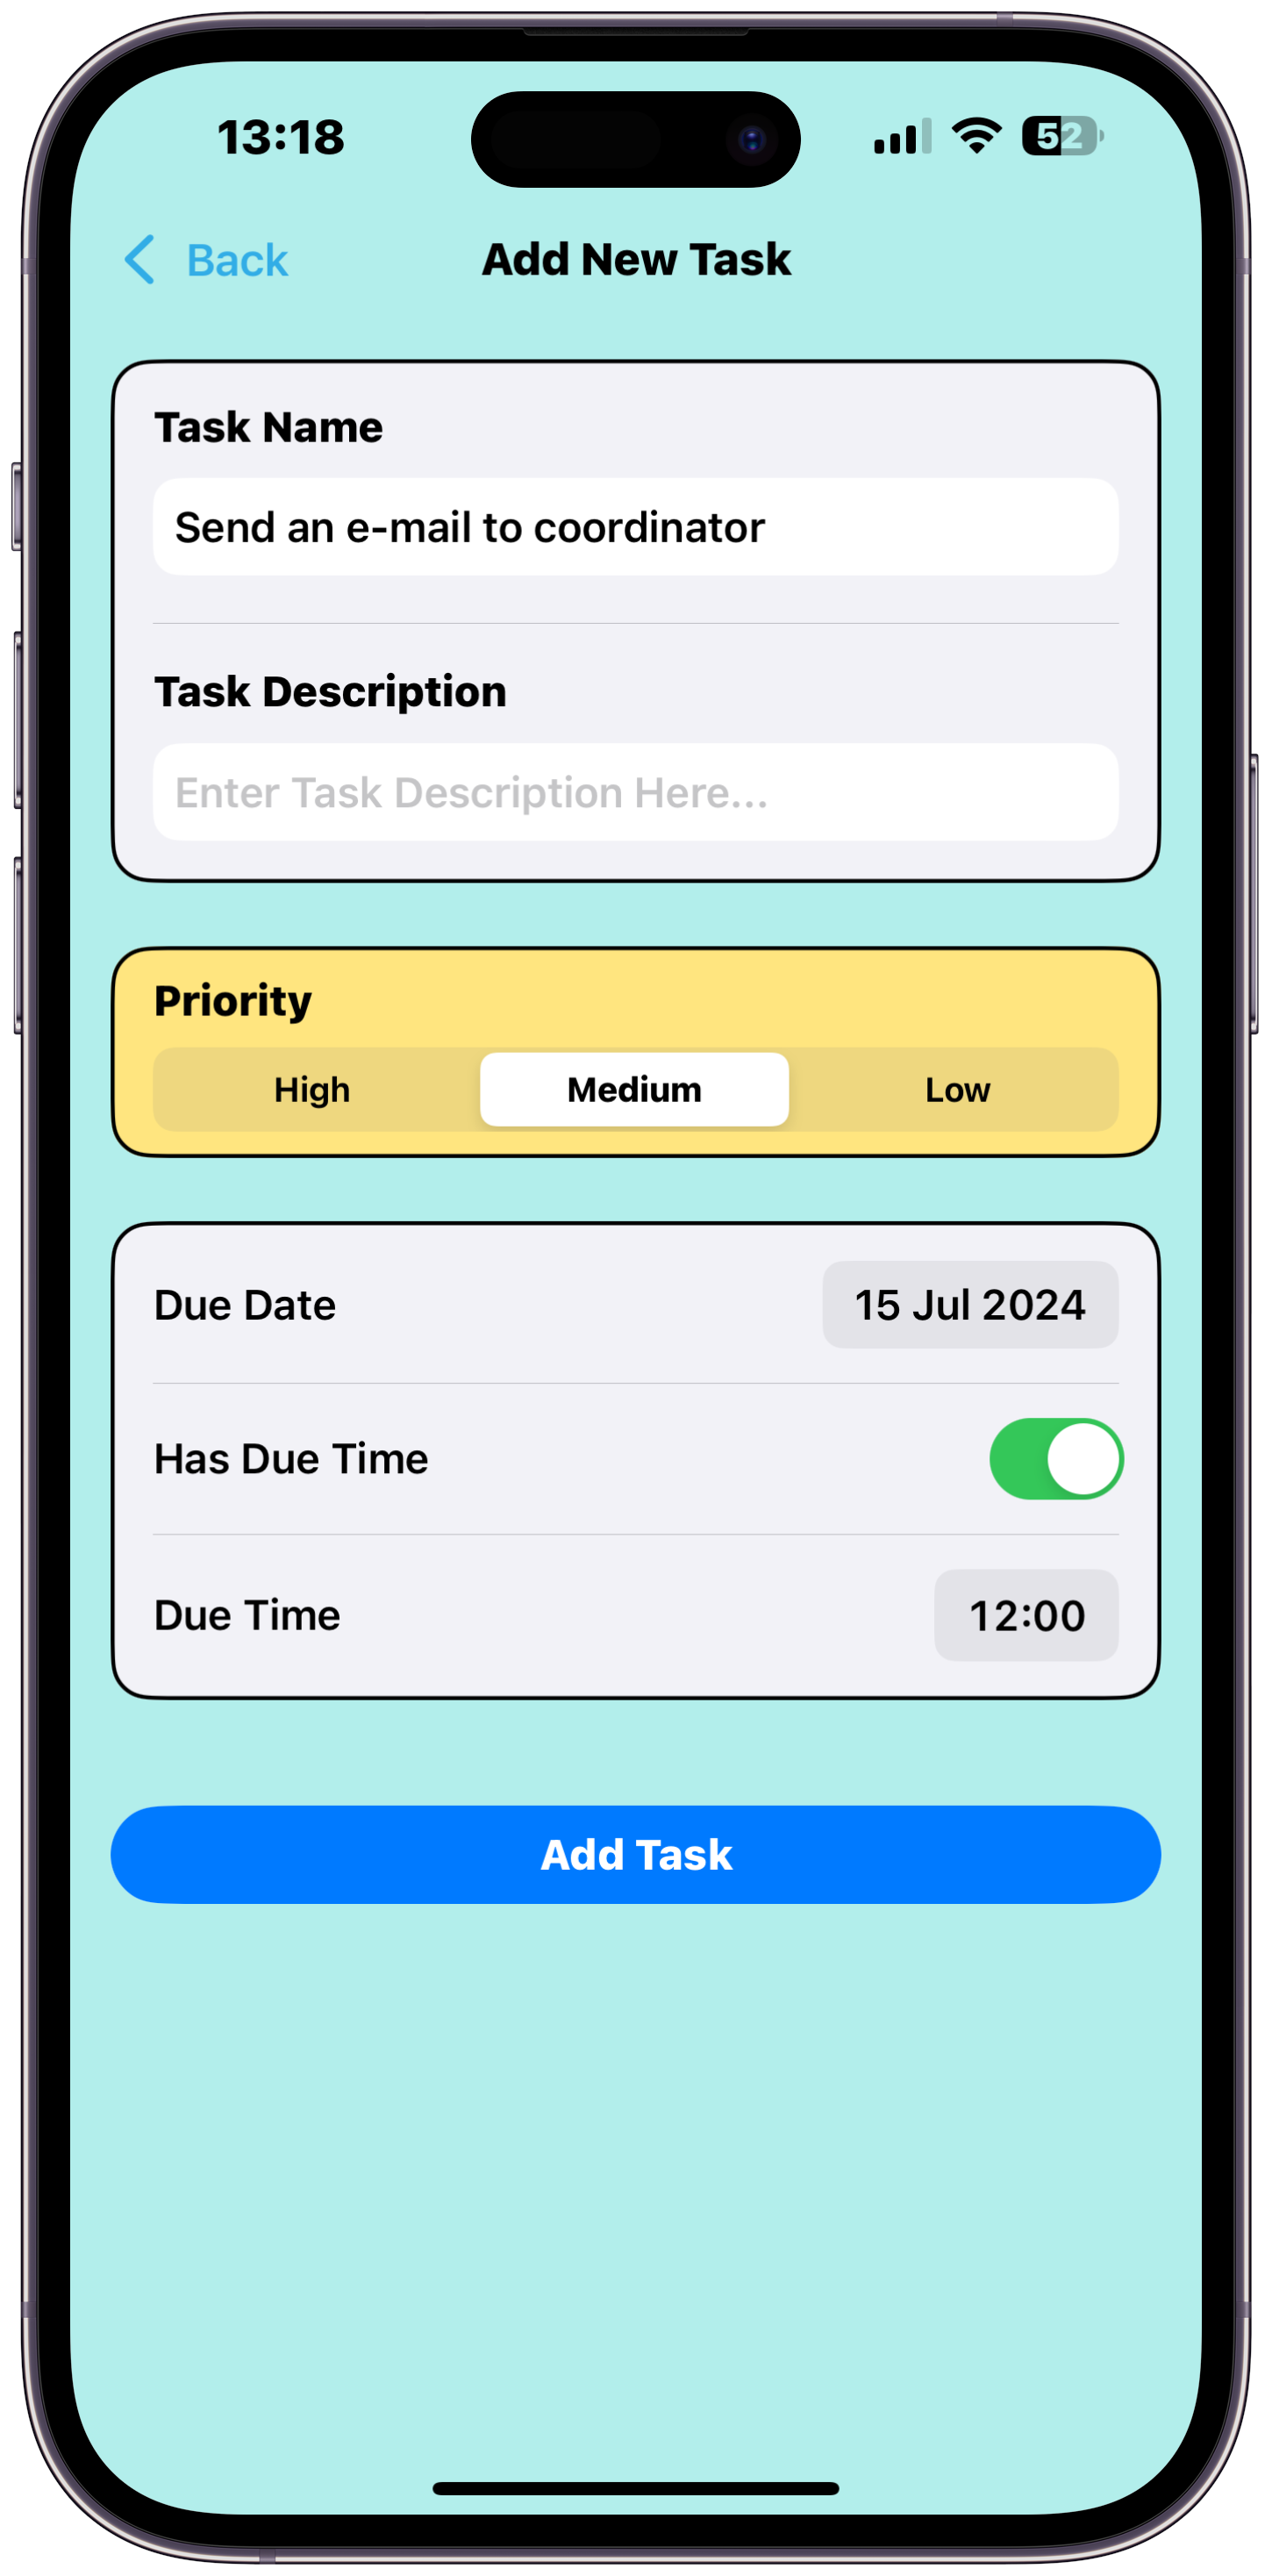 13:18
52
Back
Add New Task
Task Name
Send an e-mail to coordinator
Task Description
Enter Task Description Here...
Priority
High
Medium
Low
Due Date
15 Jul 2024
Has Due Time
Due Time
12:00
Add Task